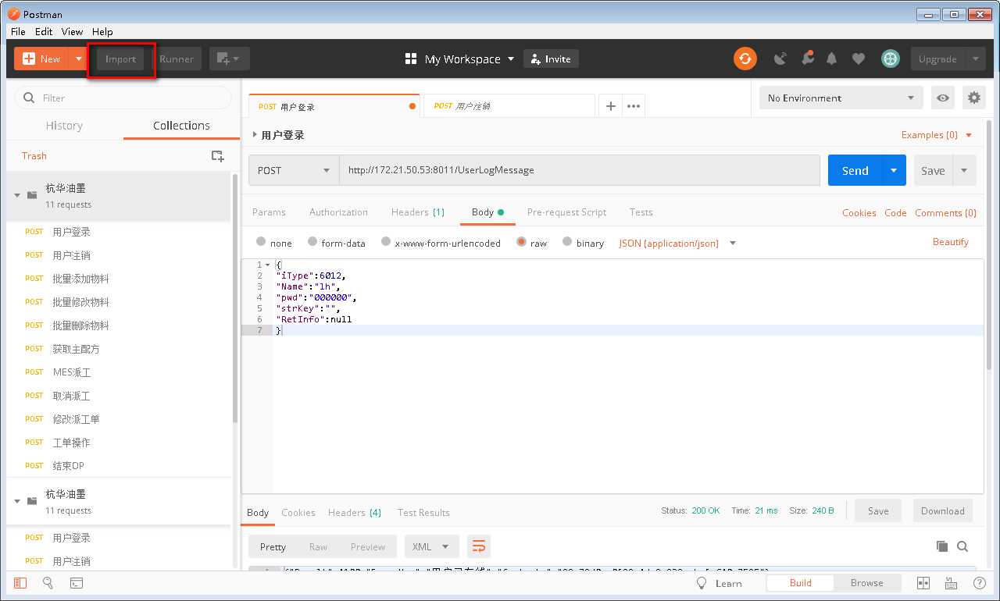 Postman
File Edit View Help
New Import Runner My Workspace Invite Upgrade
Filter
History Collections
Trash
杭华油墨
11 requests
POST 用户登录
POST 用户注销
POST 批量添加物料
POST 批量修改物料
POST 批量删除物料
POST 获取主配方
POST MES派工
POST 取消派工
POST 修改派工单
POST 工单操作
POST 结束OP
杭华油墨
11 requests
POST 用户登录
POST 用户注销
POST 用户登录 POST 用户注销
No Environment
用户登录
Examples (0)
POST http://172.21.50.53:8011/UserLogMessage Send Save
Params Authorization Headers (1) Body Pre-request Script Tests Cookies Code Comments (0)
none form-data x-www-form-urlencoded raw binary JSON (application/json) Beautify
1 {
2 "iType":6012,
3 "Name":"lh",
4 "pwd":"000000",
5 "strKey":"",
6 "RetInfo":null
7 }
Body Cookies Headers (4) Test Results Status: 200 OK Time: 21 ms Size: 240 B Save Download
Pretty Raw Preview XML
Learn Build Browse